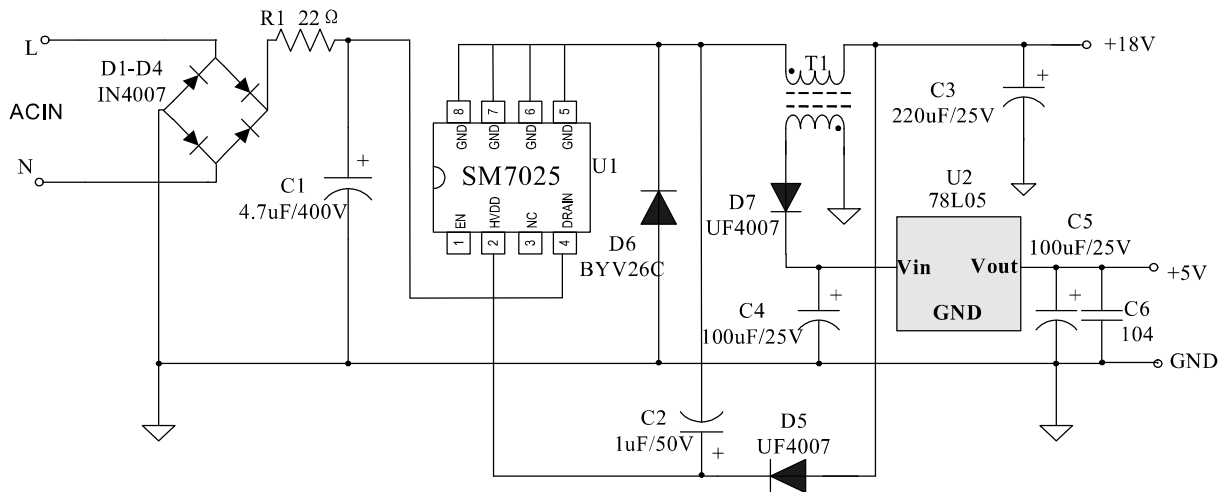 R1 22Ω
L
D1-D4
IN4007
ACIN
N
C1
4.7uF/400V
+
8 7 6 5
GND GND GND GND
SM7025
U1
EN HVDD NC DRAIN
1 2 3 4
D6
BYV26C
T1
D7
UF4007
+18V
C3
220uF/25V
+
U2
78L05
Vin Vout
GND
C4
100uF/25V
+
C5
100uF/25V
+
+5V
C6
104
GND
C2
1uF/50V
+
D5
UF4007